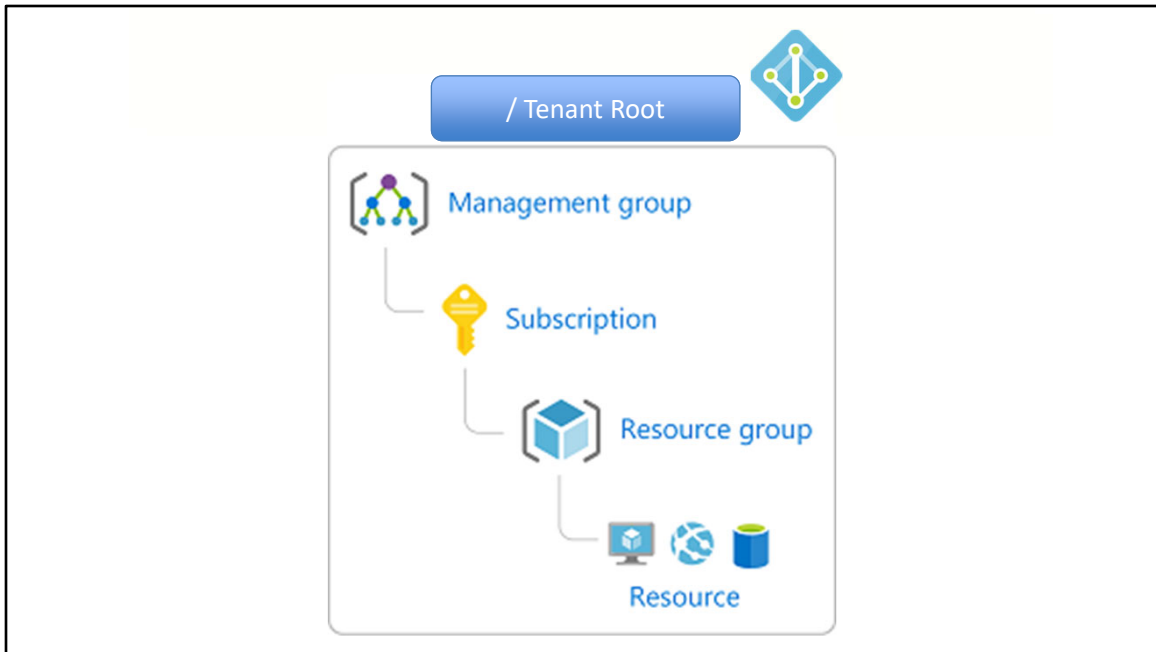 / Tenant Root
Management group
Subscription
Resource group
Resource